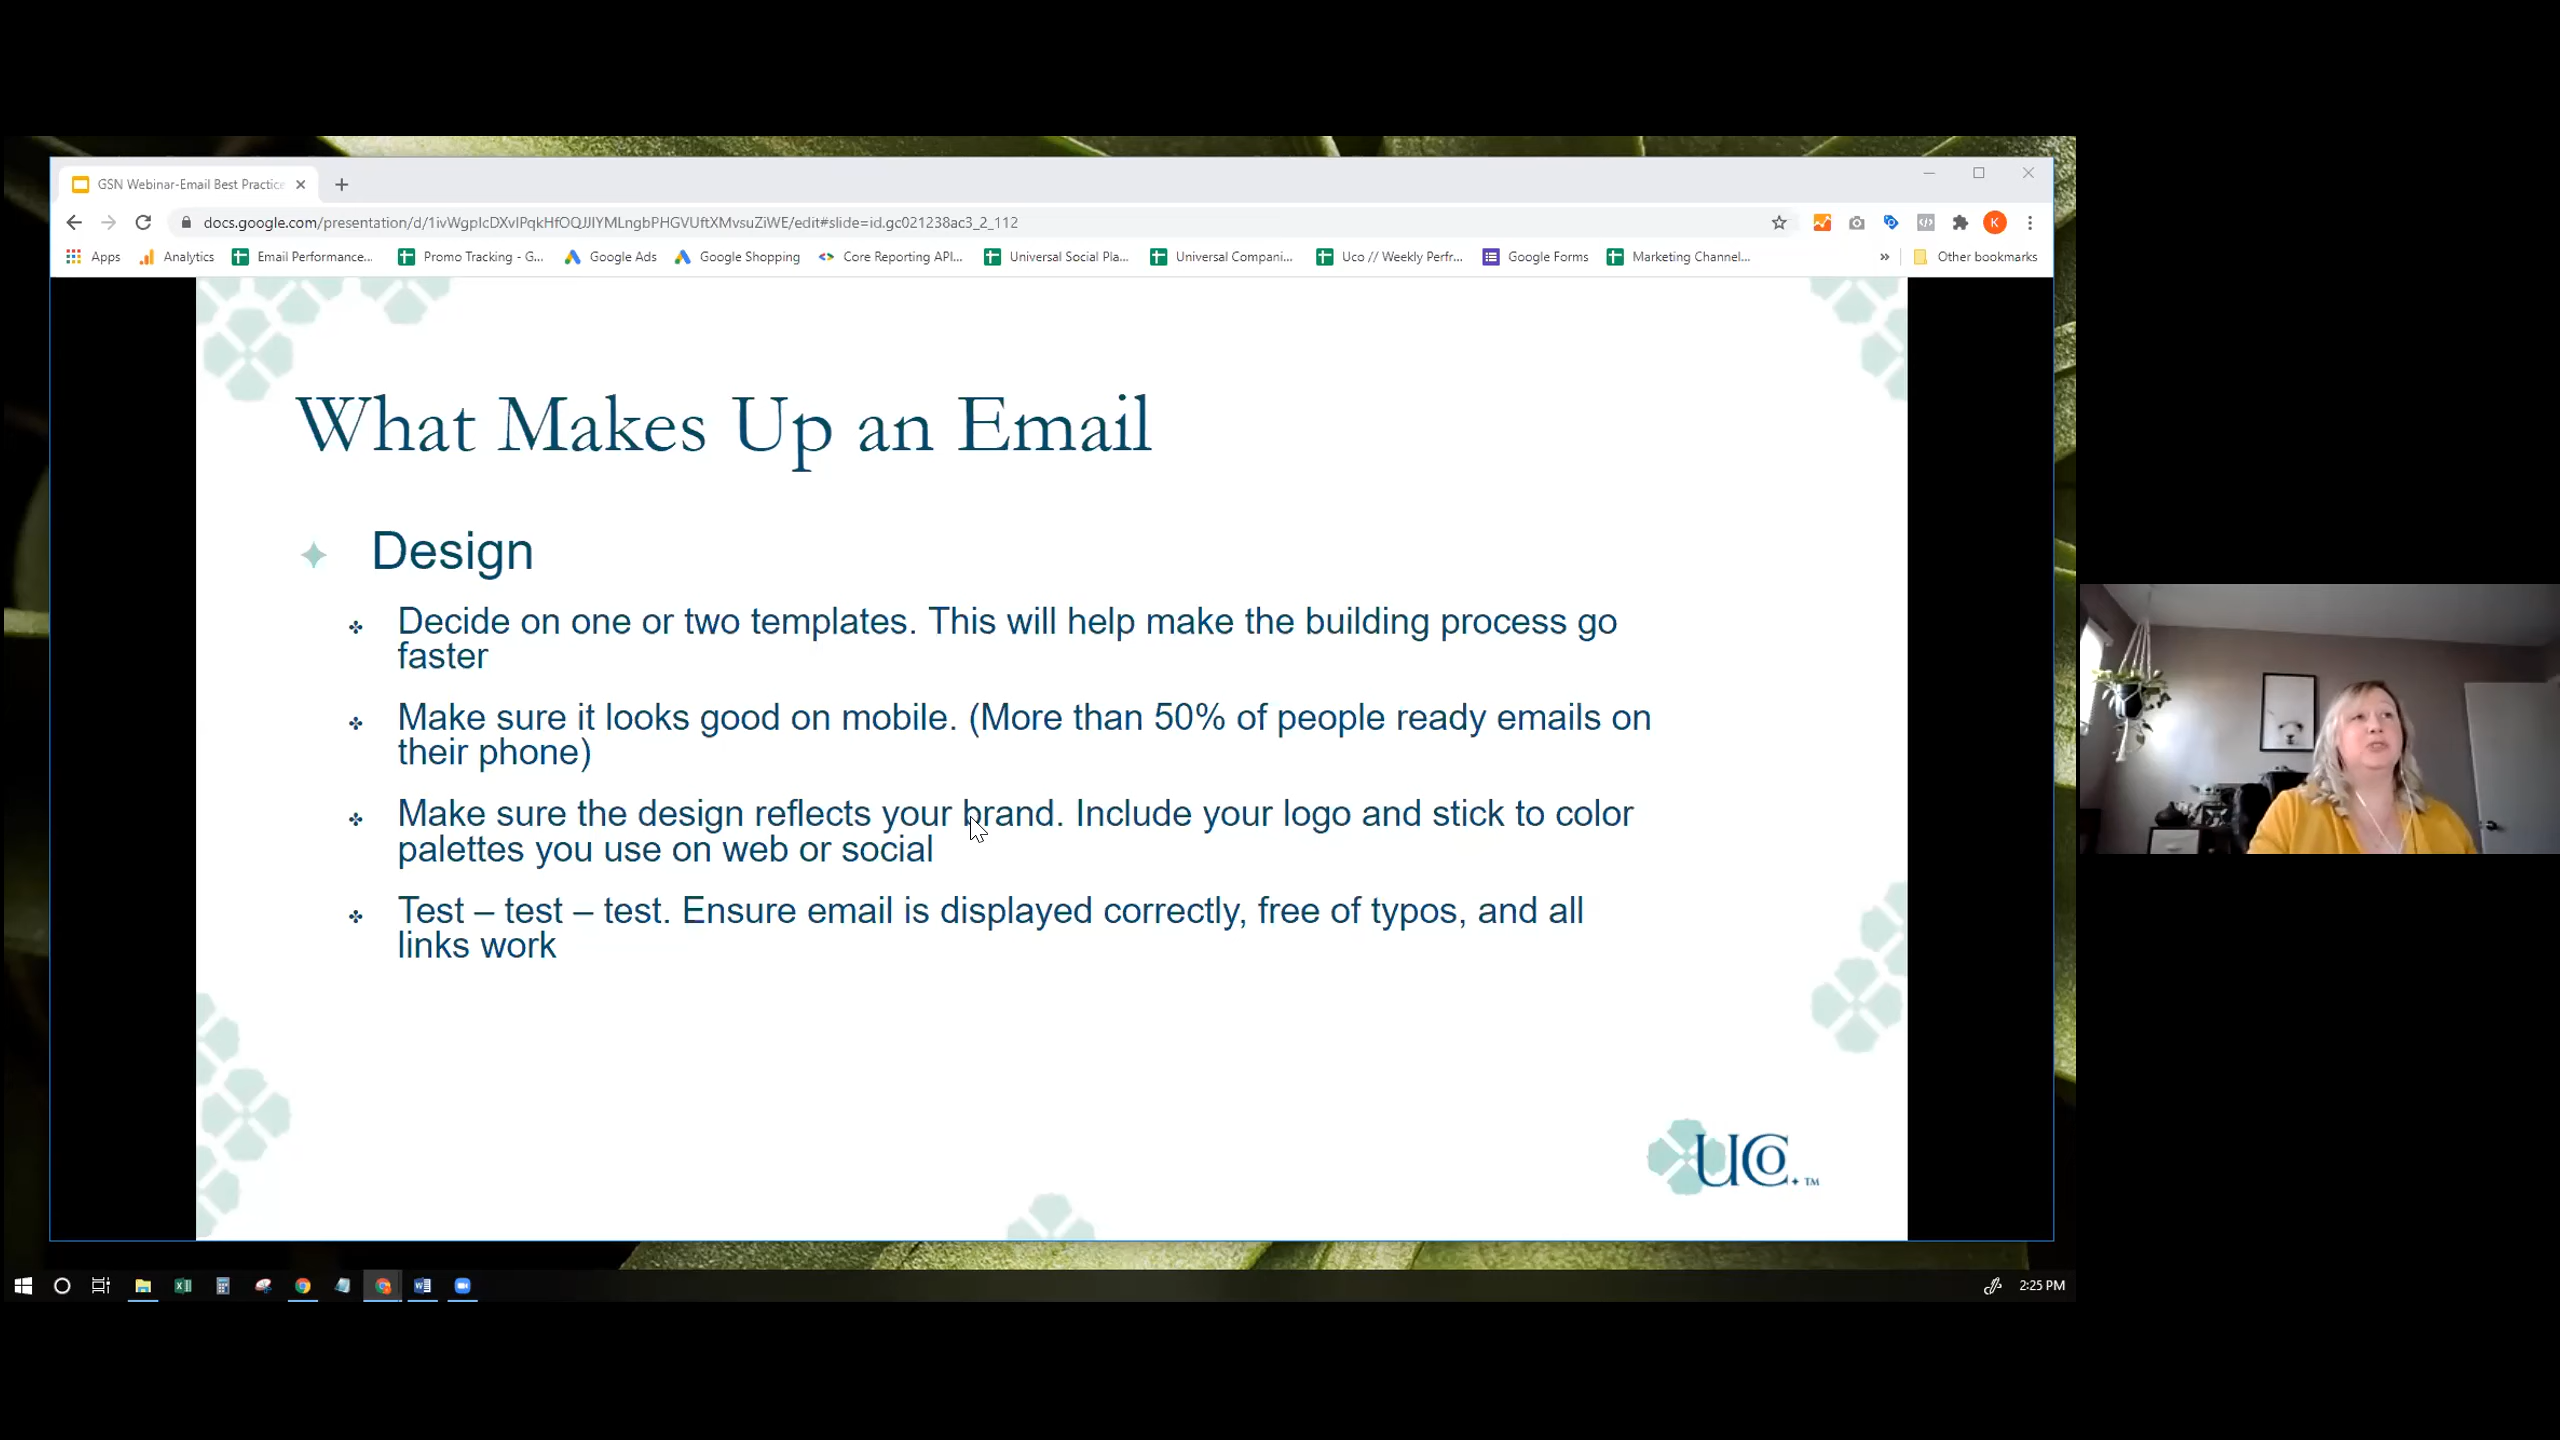 GSN Webinar-Email Best Practice
docs.google.com/presentation/d/1ivWgpIcDXvIPqkHfOQJJIYMLngbPHGVUftXMvsuZiWE/edit#slide=id.gc021238ac3_2_112
K
Apps Analytics Email Performance... Promo Tracking - G... Google Ads Google Shopping Core Reporting API... Universal Social Pla... Universal Compani... Uco // Weekly Perfr... Google Forms Marketing Channel... » Other bookmarks
What Makes Up an Email
Design
Decide on one or two templates. This will help make the building process go
faster
Make sure it looks good on mobile. (More than 50% of people ready emails on
their phone)
Make sure the design reflects your brand. Include your logo and stick to color
palettes you use on web or social
Test – test – test. Ensure email is displayed correctly, free of typos, and all
links work
UCo.™
2:25 PM